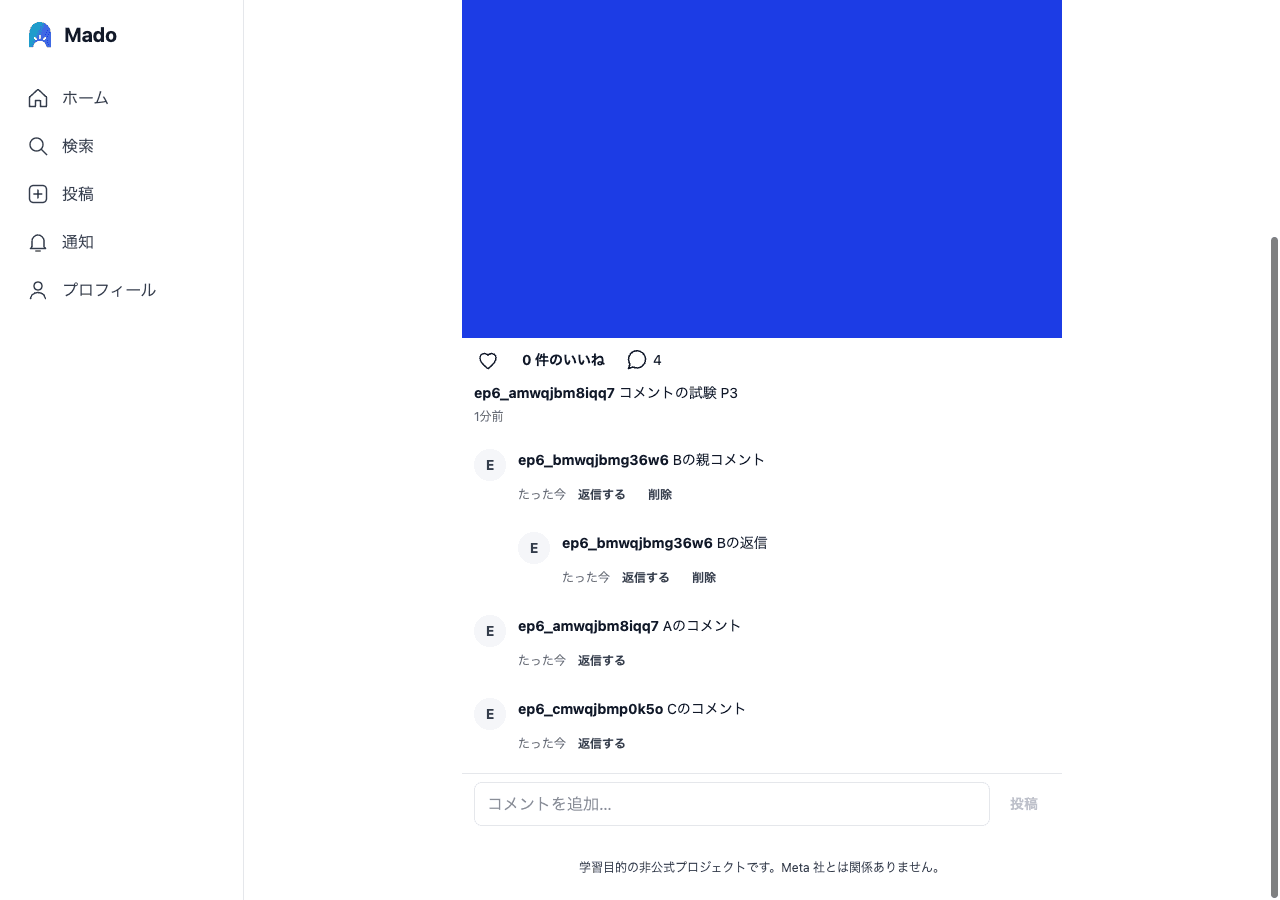 Mado
ホーム
検索
投稿
通知
プロフィール
0 件のいいね 4
ep6_amwqjbm8iqq7 コメントの試験 P3
1分前
E ep6_bmwqjbmg36w6 Bの親コメント
たった今 返信する 削除
E ep6_bmwqjbmg36w6 Bの返信
たった今 返信する 削除
E ep6_amwqjbm8iqq7 Aのコメント
たった今 返信する
E ep6_cmwqjbmp0k5o Cのコメント
たった今 返信する
コメントを追加... 投稿
学習目的の非公式プロジェクトです。Meta 社とは関係ありません。